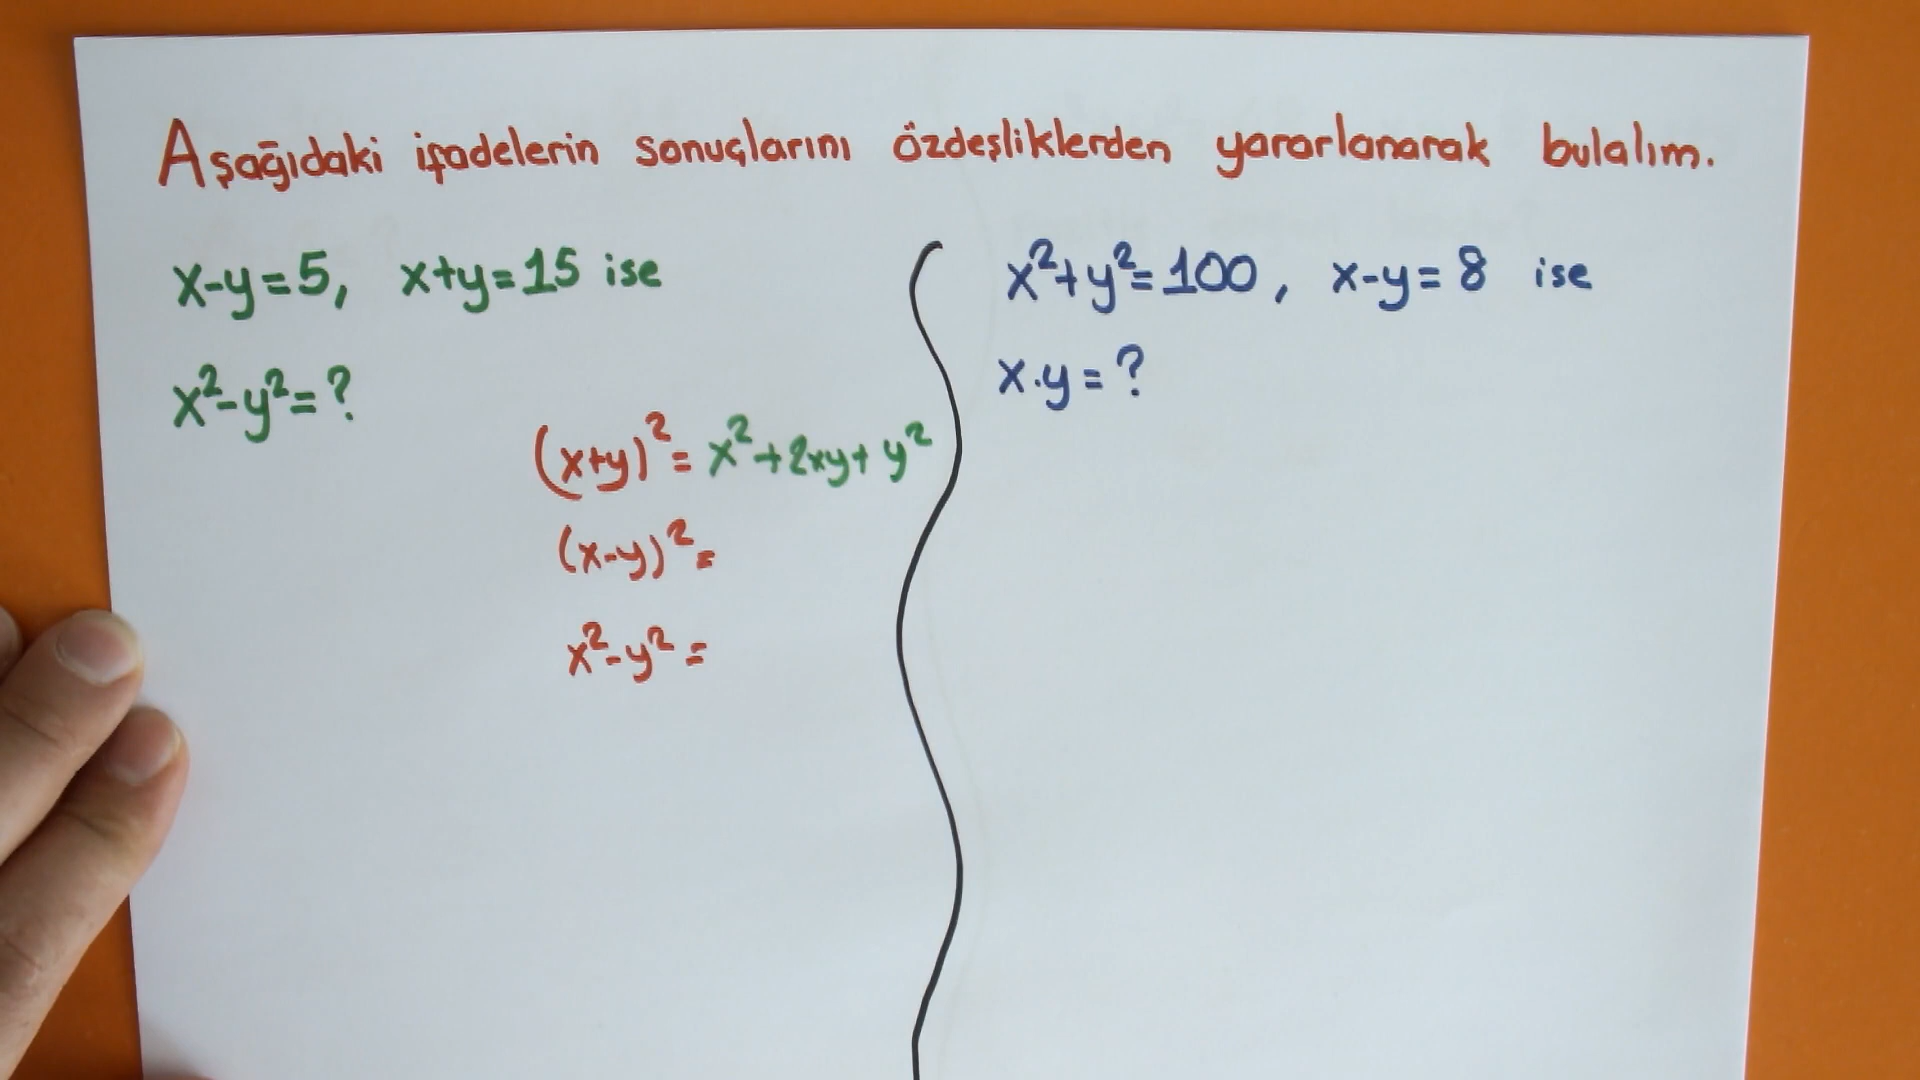 Aşağıdaki ifadelerin sonuçlarını özdeşliklerden yararlanarak bulalım.
x-y=5, x+y=15 ise
x²-y²=?
(x+y)²= x²+2xy+y²
(x-y)²=
x²-y²=
x²+y²=100, x-y=8 ise
x·y=?